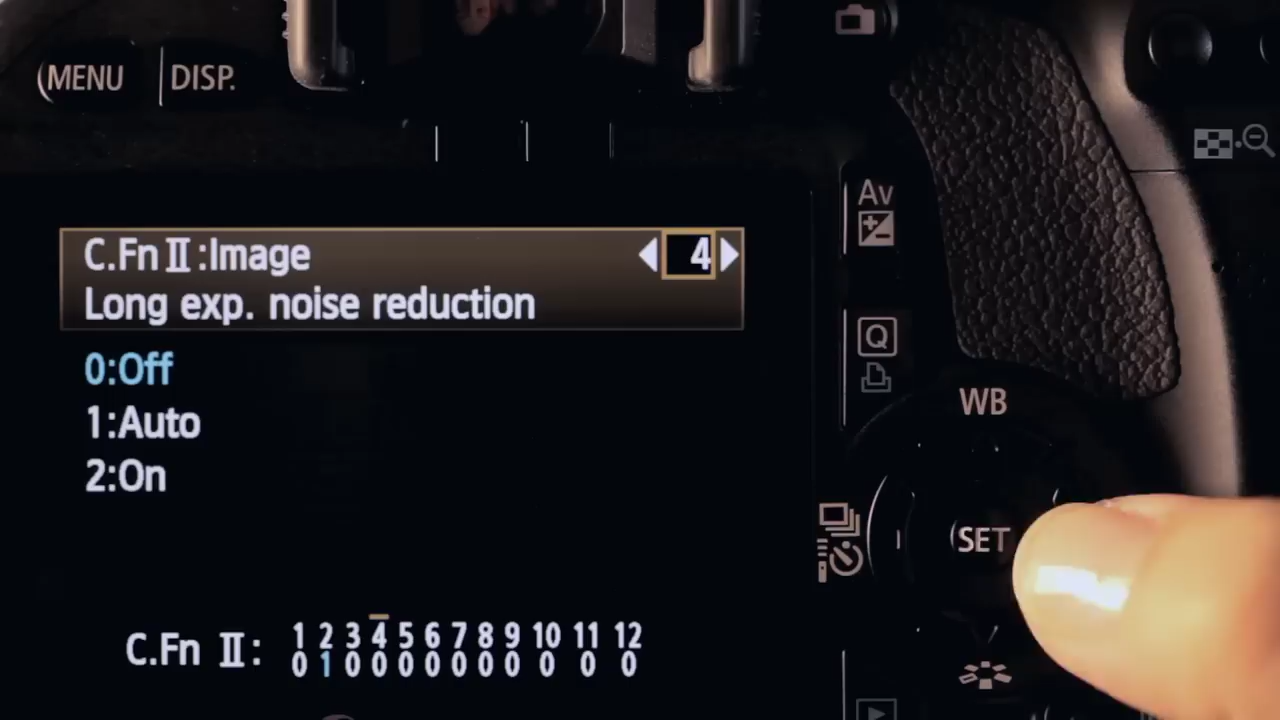 MENU DISP.
Av
C.Fn II :Image 4
Long exp. noise reduction
Q
0:Off
1:Auto
2:On
WB
SET
C.Fn II : 1 2 3 4 5 6 7 8 9 10 11 12
0 1 0 0 0 0 0 0 0 0 0 0